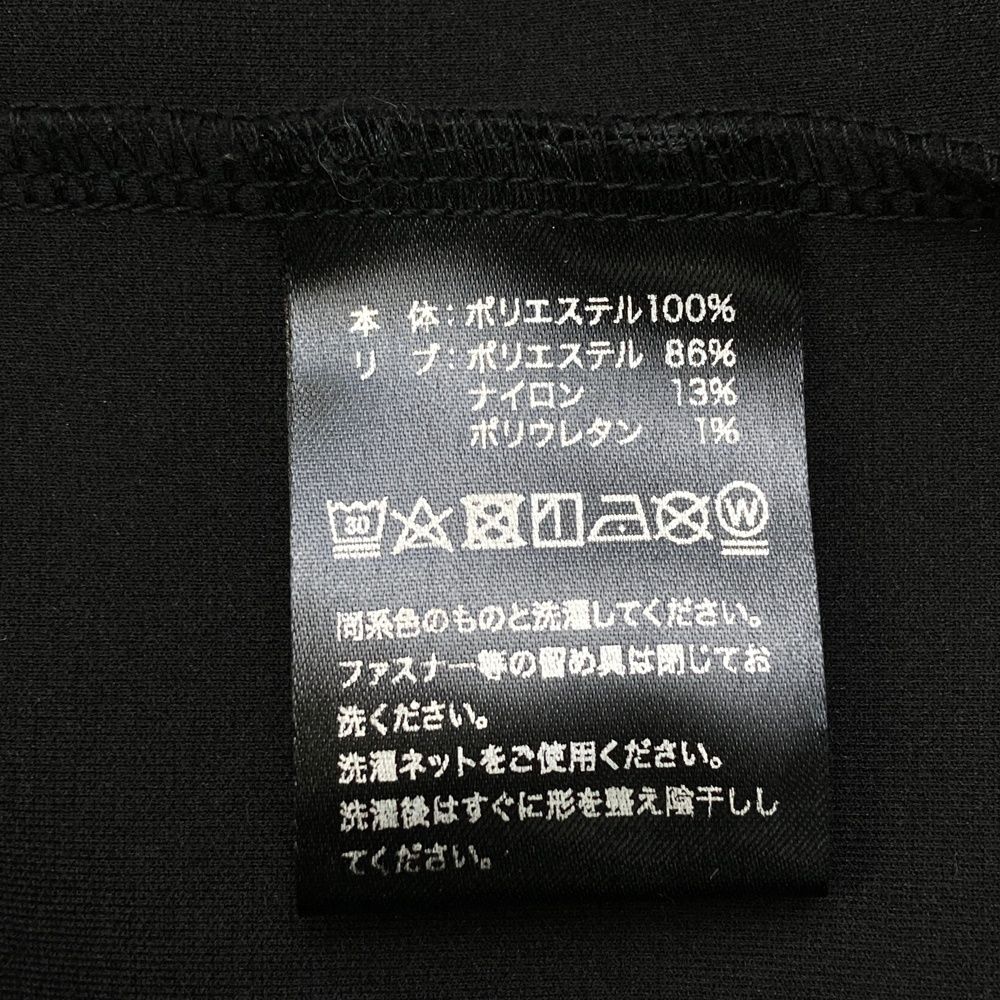 本 体：ポリエステル100%
リ ブ：ポリエステル 86%
ナイロン 13%
ポリウレタン 1%
30 W
同系色のものと洗濯してください。
ファスナー等の留め具は閉じてお
洗ください。
洗濯ネットをご使用ください。
洗濯後はすぐに形を整え陰干しし
てください。